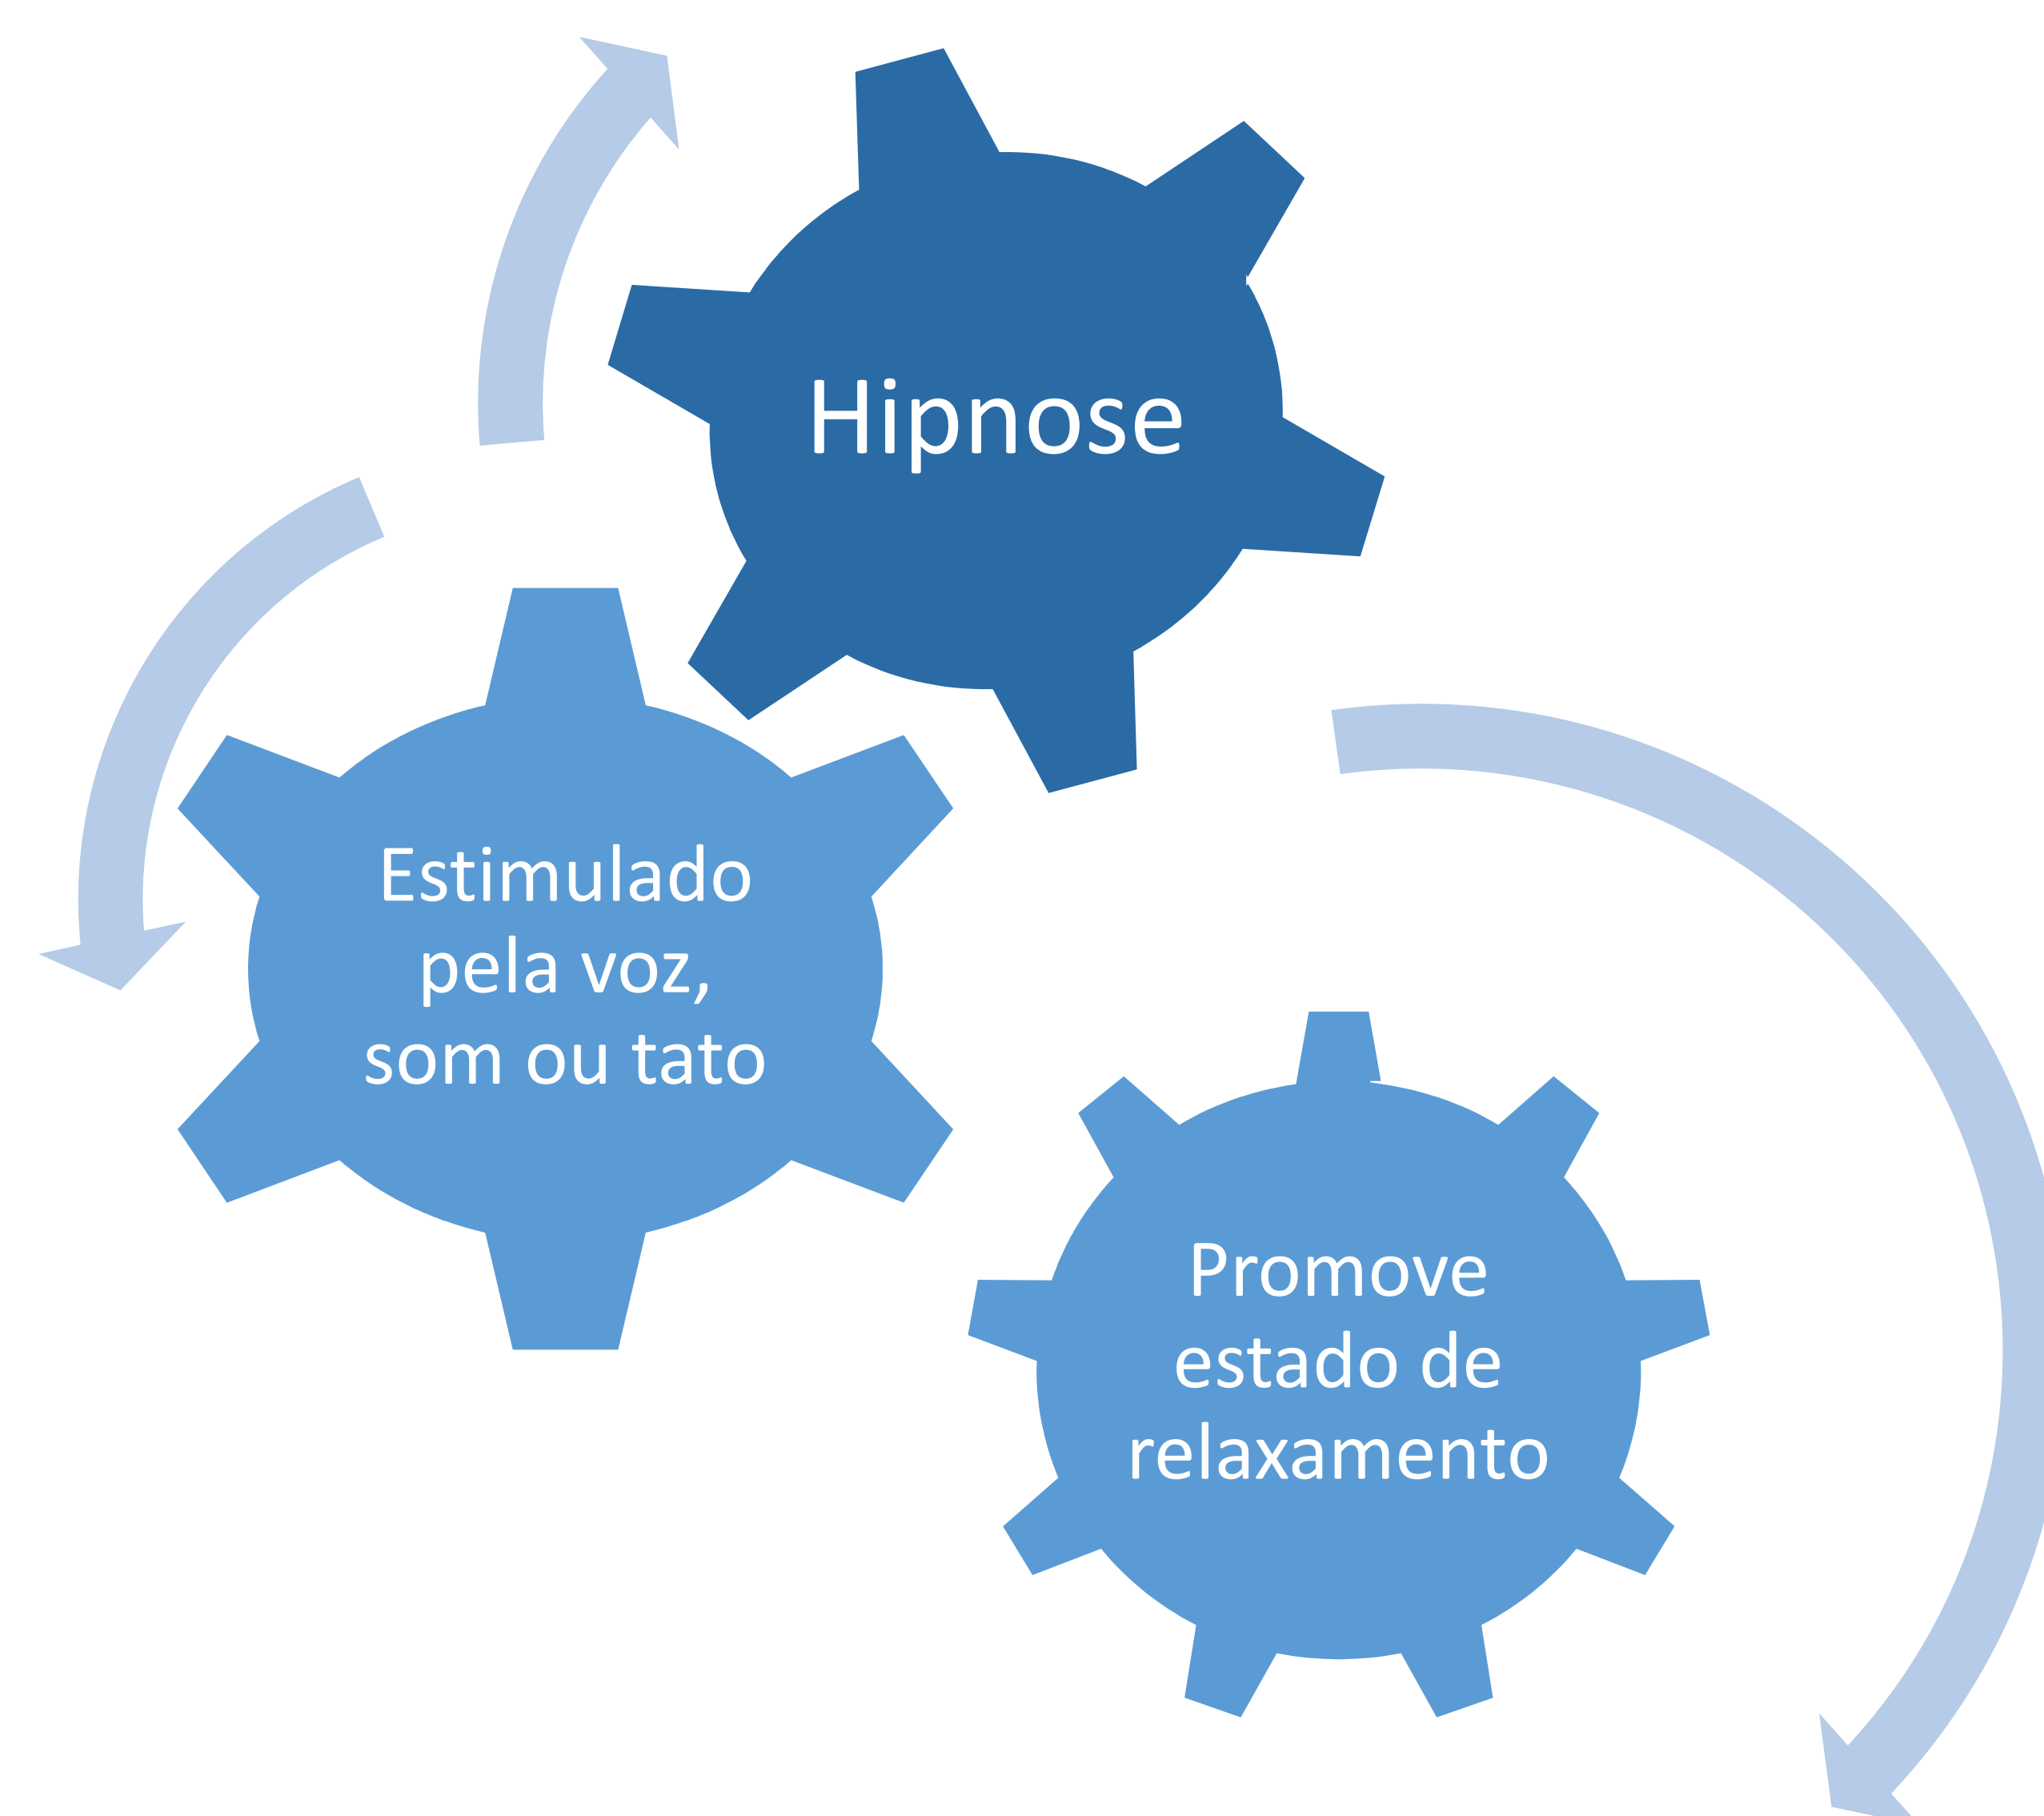 Hipnose
Estimulado
pela voz,
som ou tato
Promove
estado de
relaxamento